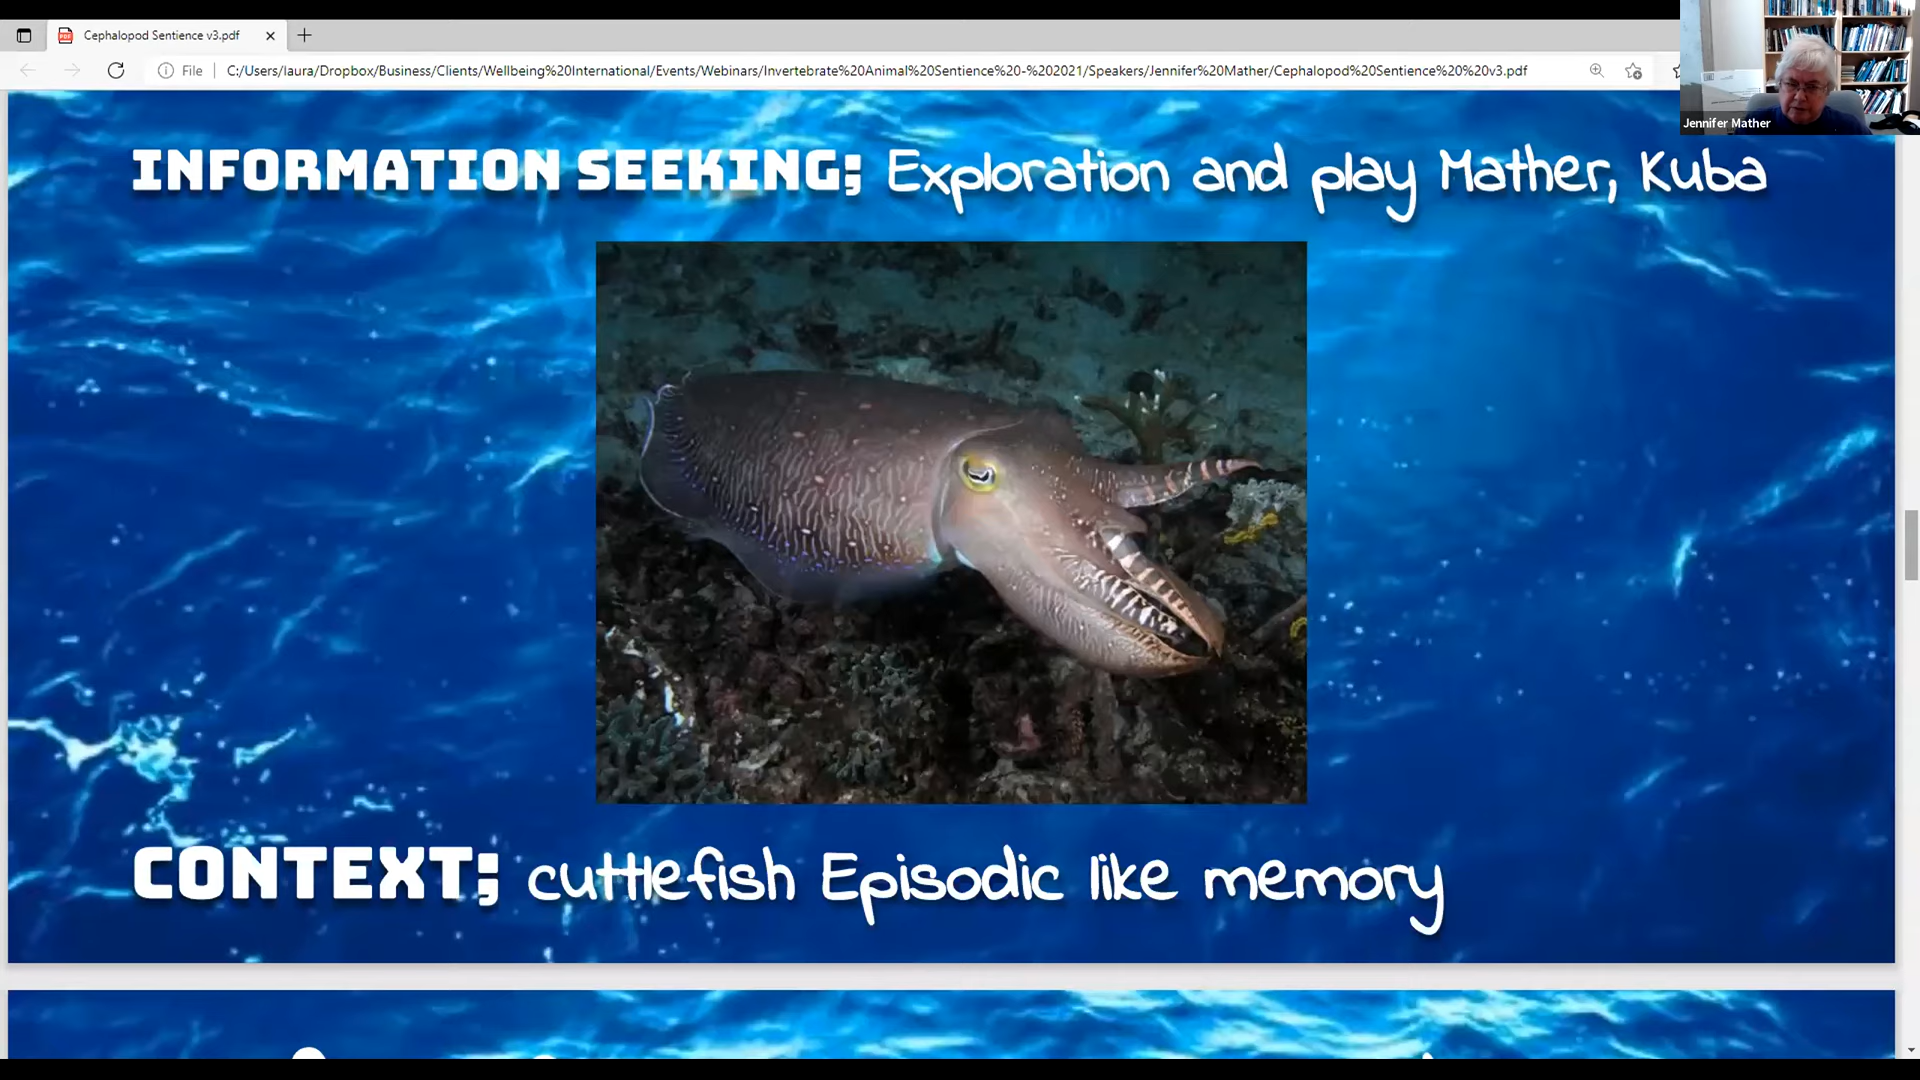 Cephalopod Sentience v3.pdf
File
C:/Users/laura/Dropbox/Business/Clients/Wellbeing%20International/Events/Webinars/Invertebrate%20Animal%20Sentience%20-%202021/Speakers/Jennifer%20Mather/Cephalopod%20Sentience%20%20v3.pdf
Jennifer Mather
INFORMATION SEEKING; Exploration and play Mather, Kuba
CONTEXT; cuttlefish Episodic like memory